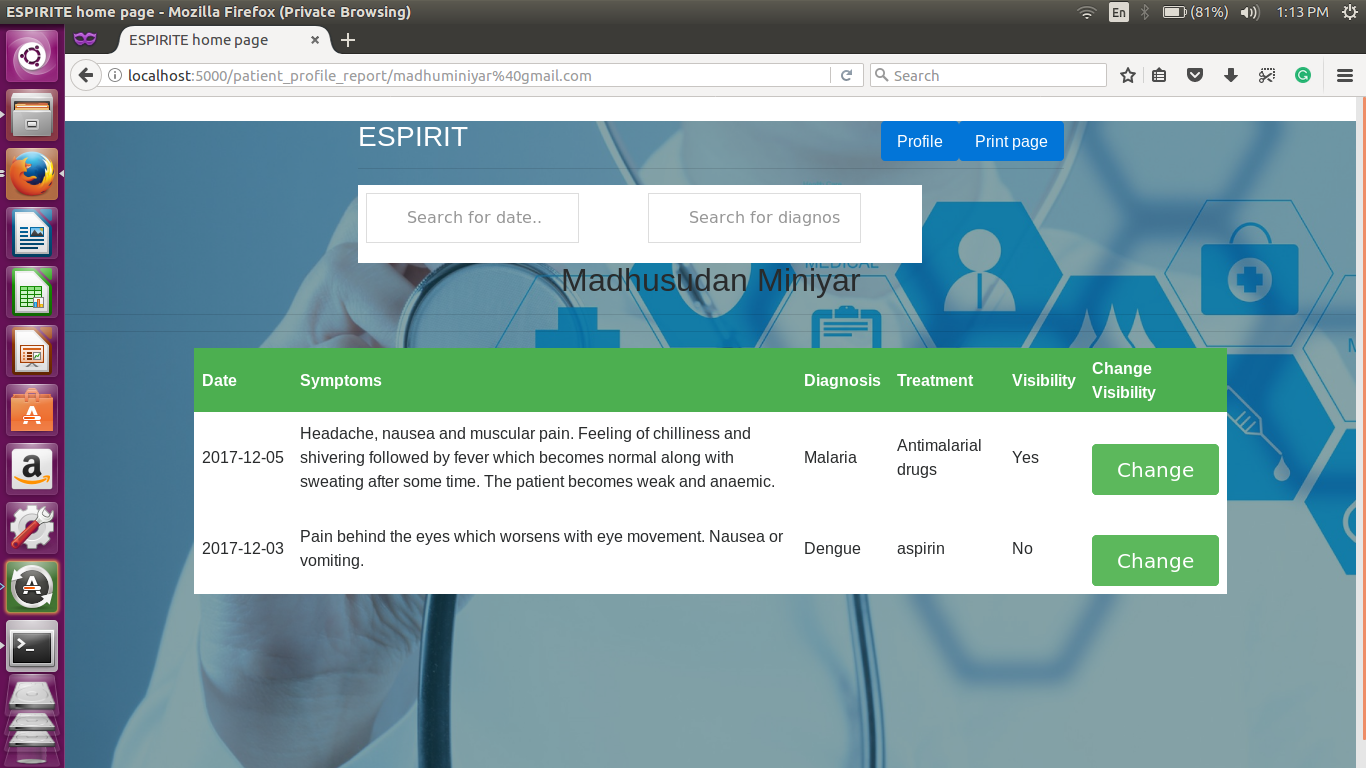 ESPIRITE home page - Mozilla Firefox (Private Browsing)
En
(81%)
1:13 PM
ESPIRITE home page
localhost:5000/patient_profile_report/madhuminiyar%40gmail.com
Search
ESPIRIT
Profile
Print page
Search for date..
Search for diagnos
MEDICAL
Madhusudan Miniyar
Date Symptoms Diagnosis Treatment Visibility Change
Visibility
Headache, nausea and muscular pain. Feeling of chilliness and
2017-12-05 shivering followed by fever which becomes normal along with Malaria Antimalarial
drugs Yes Change
sweating after some time. The patient becomes weak and anaemic.
2017-12-03 Pain behind the eyes which worsens with eye movement. Nausea or
vomiting. Dengue aspirin No Change